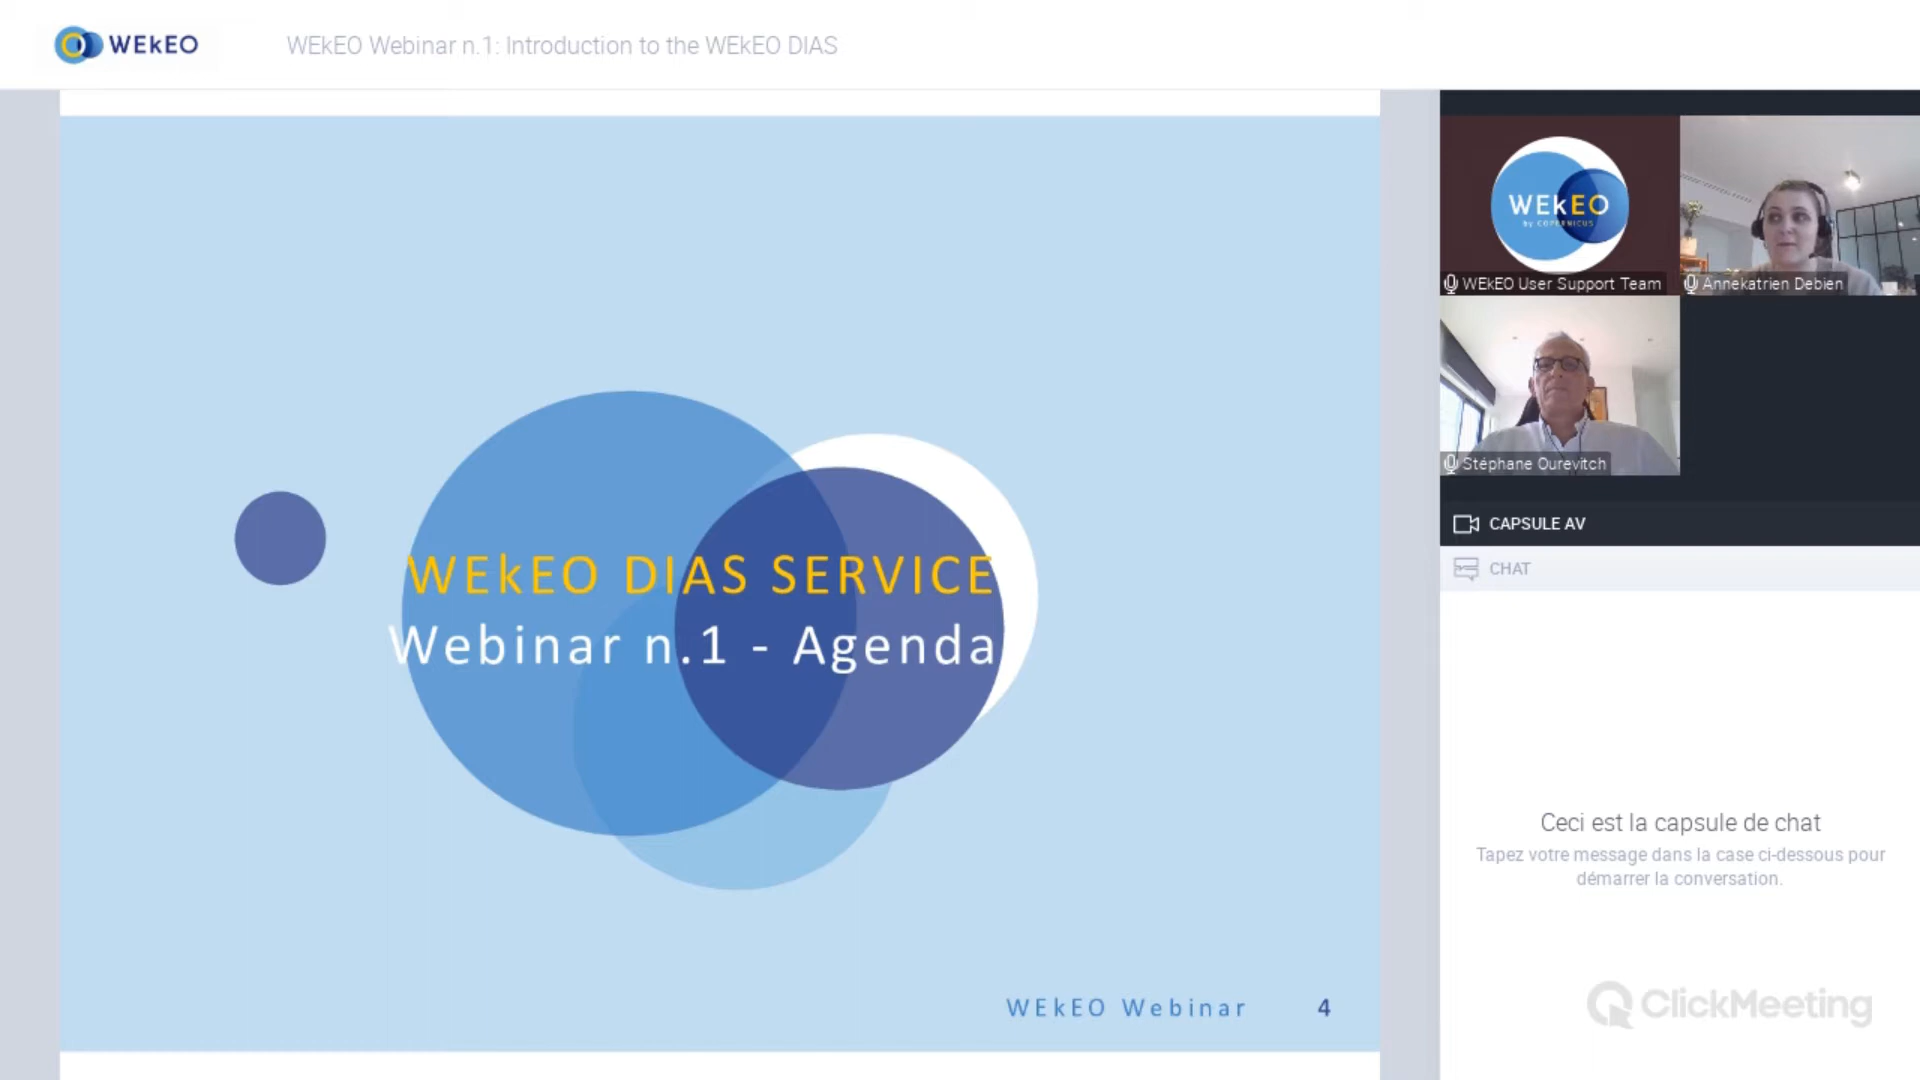 WEkEO
WEkEO Webinar n.1: Introduction to the WEkEO DIAS
WEkEO DIAS SERVICE
Webinar n.1 - Agenda
WEkEO Webinar
4
WEkEO
by COPERNICUS
WEkEO User Support Team
Annekatrien Debien
Stéphane Ourevitch
CAPSULE AV
CHAT
Ceci est la capsule de chat
Tapez votre message dans la case ci-dessous pour
démarrer la conversation.
ClickMeeting